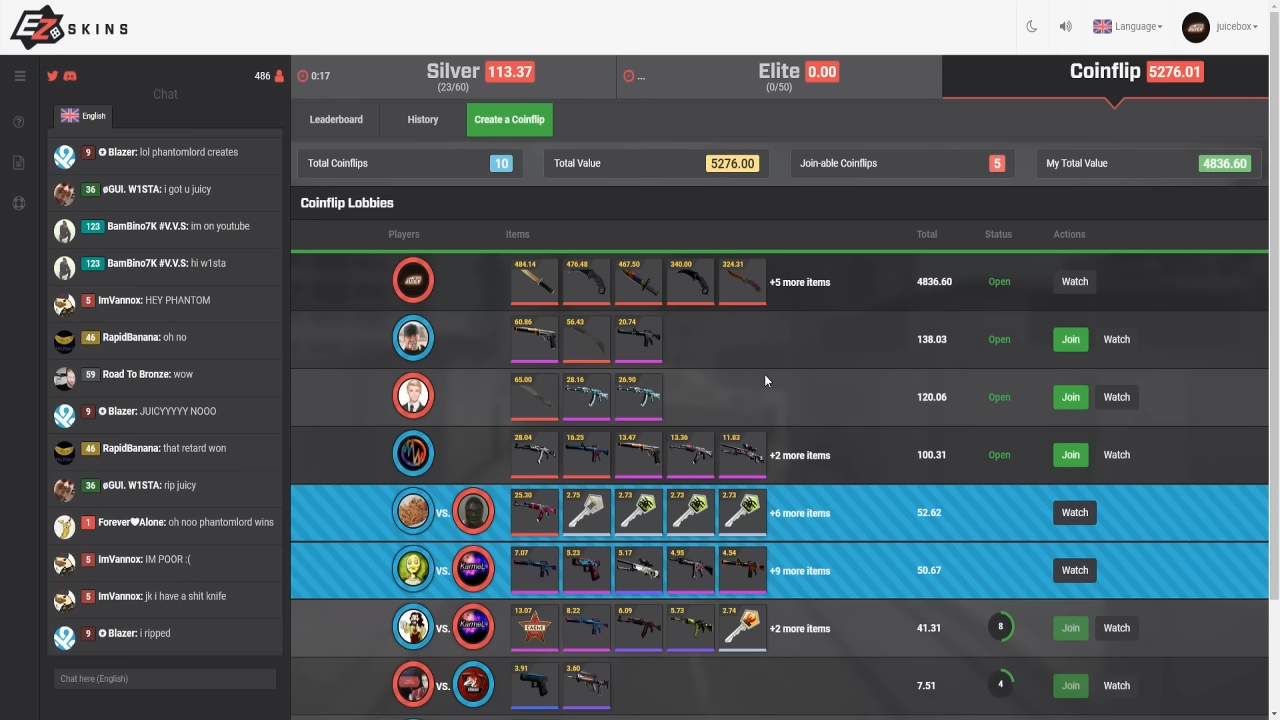 EZ SKINS
Language
juicebox
486
Chat
English
9 ✪ Blazer: lol phantomlord creates
36 øGUI. W1STA: i got u juicy
123 BamBino7K #V.V.S: im on youtube
123 BamBino7K #V.V.S: hi w1sta
5 ImVannox: HEY PHANTOM
46 RapidBanana: oh no
59 Road To Bronze: wow
9 ✪ Blazer: JUICYYYYY NOOO
46 RapidBanana: that retard won
36 øGUI. W1STA: rip juicy
1 Forever♥Alone: oh noo phantomlord wins
5 ImVannox: IM POOR :(
5 ImVannox: jk i have a shit knife
9 ✪ Blazer: i ripped
Chat here (English)
0:17 Silver 113.37
(23/60)
... Elite 0.00
(0/50)
Coinflip 5276.01
Leaderboard History Create a Coinflip
Total Coinflips 10 Total Value 5276.00 Join-able Coinflips 5 My Total Value 4836.60
Coinflip Lobbies
Players Items Total Status Actions
484.14 476.48 467.50 340.00 324.31 +5 more items 4836.60 Open Watch
60.86 56.43 20.74 138.03 Open Join Watch
65.00 28.16 26.90 120.06 Open Join Watch
28.04 16.25 13.47 13.36 11.83 +2 more items 100.31 Open Join Watch
VS. 25.30 2.75 2.73 2.73 2.73 +6 more items 52.62 Watch
VS. KarmeL 7.07 5.23 5.17 4.95 4.54 +9 more items 50.67 Watch
VS. KarmeL 13.07 CACHE 8.22 6.09 5.73 2.74 +2 more items 41.31 8 Join Watch
VS. 3.91 3.60 7.51 4 Join Watch